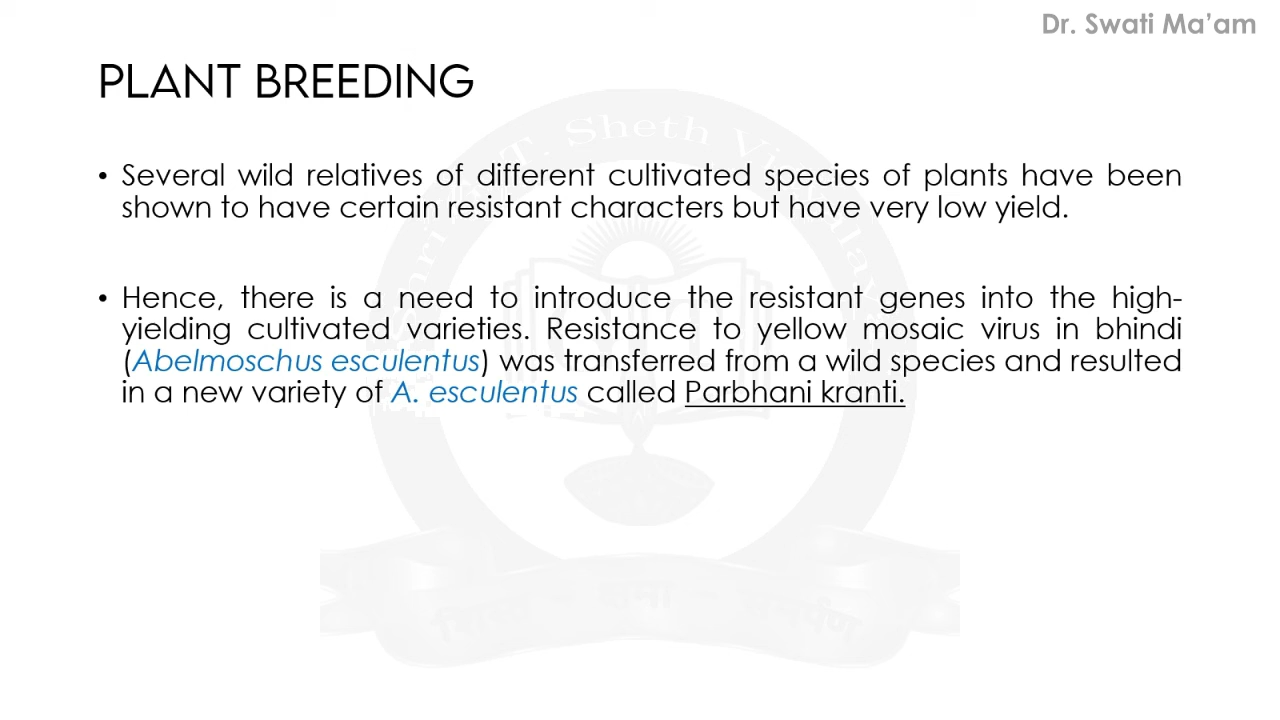 Dr. Swati Ma’am
PLANT BREEDING
• Several wild relatives of different cultivated species of plants have been
shown to have certain resistant characters but have very low yield.
• Hence, there is a need to introduce the resistant genes into the high-
yielding cultivated varieties. Resistance to yellow mosaic virus in bhindi
(Abelmoschus esculentus) was transferred from a wild species and resulted
in a new variety of A. esculentus called Parbhani kranti.